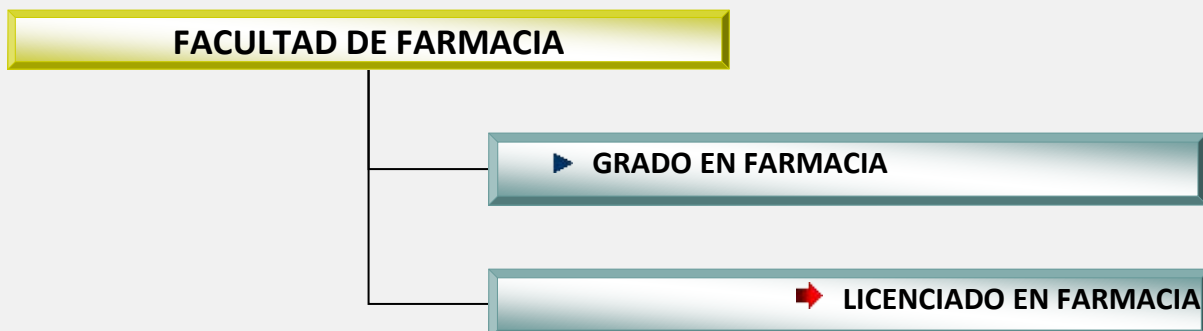 FACULTAD DE FARMACIA
GRADO EN FARMACIA
LICENCIADO EN FARMACIA